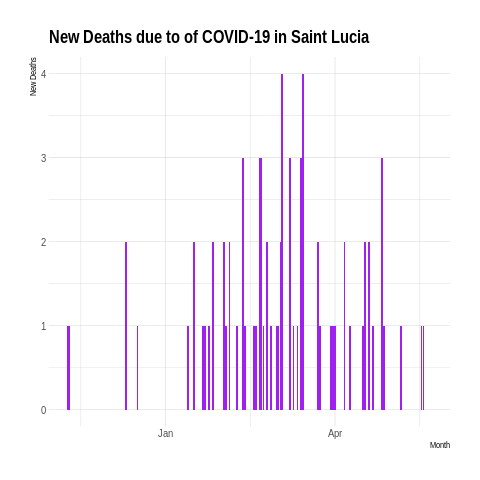 New Deaths due to of COVID-19 in Saint Lucia
New Deaths
4
3
2
1
0
Jan
Apr
Month